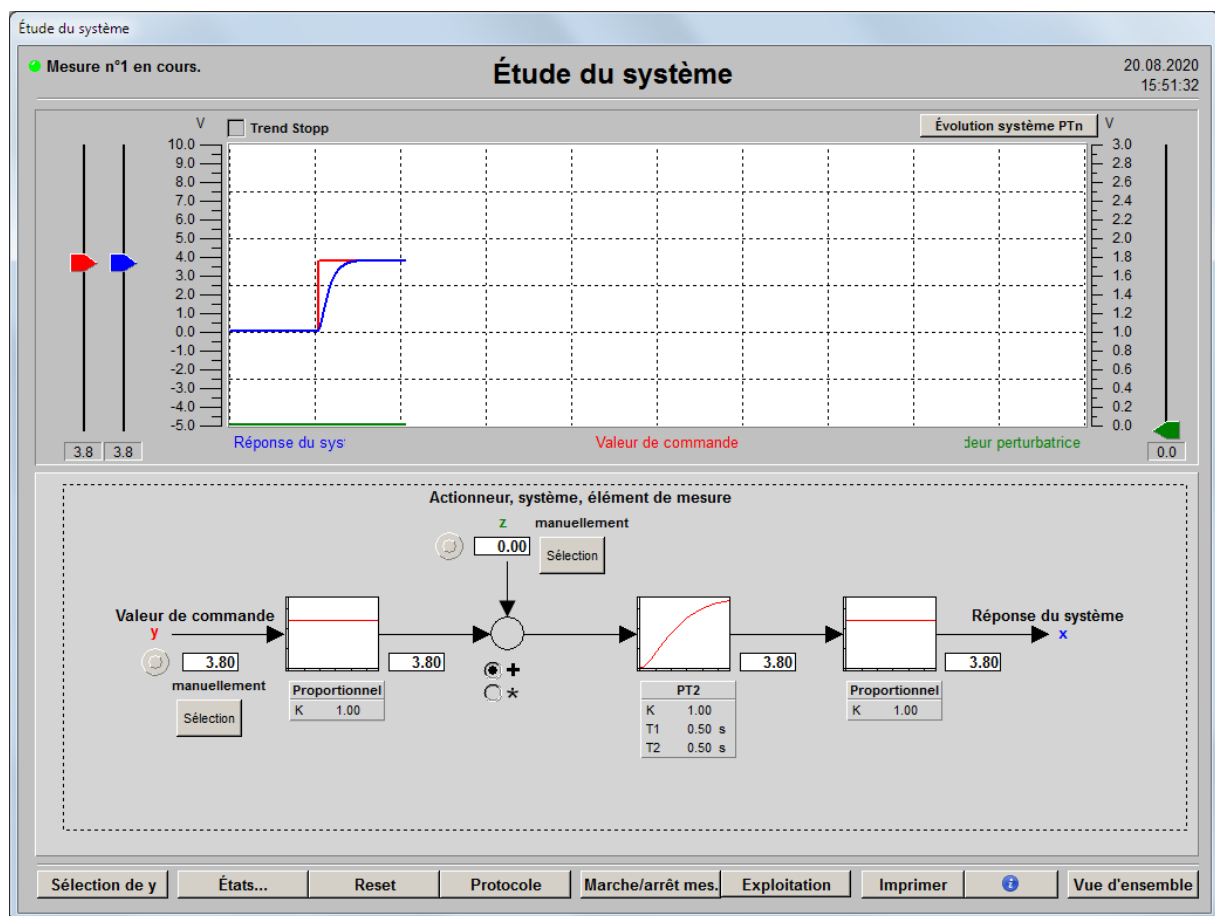 Étude du système
Mesure n°1 en cours.
Étude du système
20.08.2020
15:51:32
V
Trend Stopp
Évolution système PTn
V
10.0
9.0
8.0
7.0
6.0
5.0
4.0
3.0
2.0
1.0
0.0
-1.0
-2.0
-3.0
-4.0
-5.0
3.0
2.8
2.6
2.4
2.2
2.0
1.8
1.6
1.4
1.2
1.0
0.8
0.6
0.4
0.2
0.0
3.8 3.8
Réponse du sys
Valeur de commande
deur perturbatrice
0.0
Actionneur, système, élément de mesure
z manuellement
0.00
Sélection
Valeur de commande
y
3.80
manuellement
Sélection
Proportionnel
K 1.00
3.80
+
*
PT2
K 1.00
T1 0.50 s
T2 0.50 s
3.80
Proportionnel
K 1.00
Réponse du système
x
3.80
Sélection de y
États...
Reset
Protocole
Marche/arrêt mes.
Exploitation
Imprimer
i
Vue d'ensemble